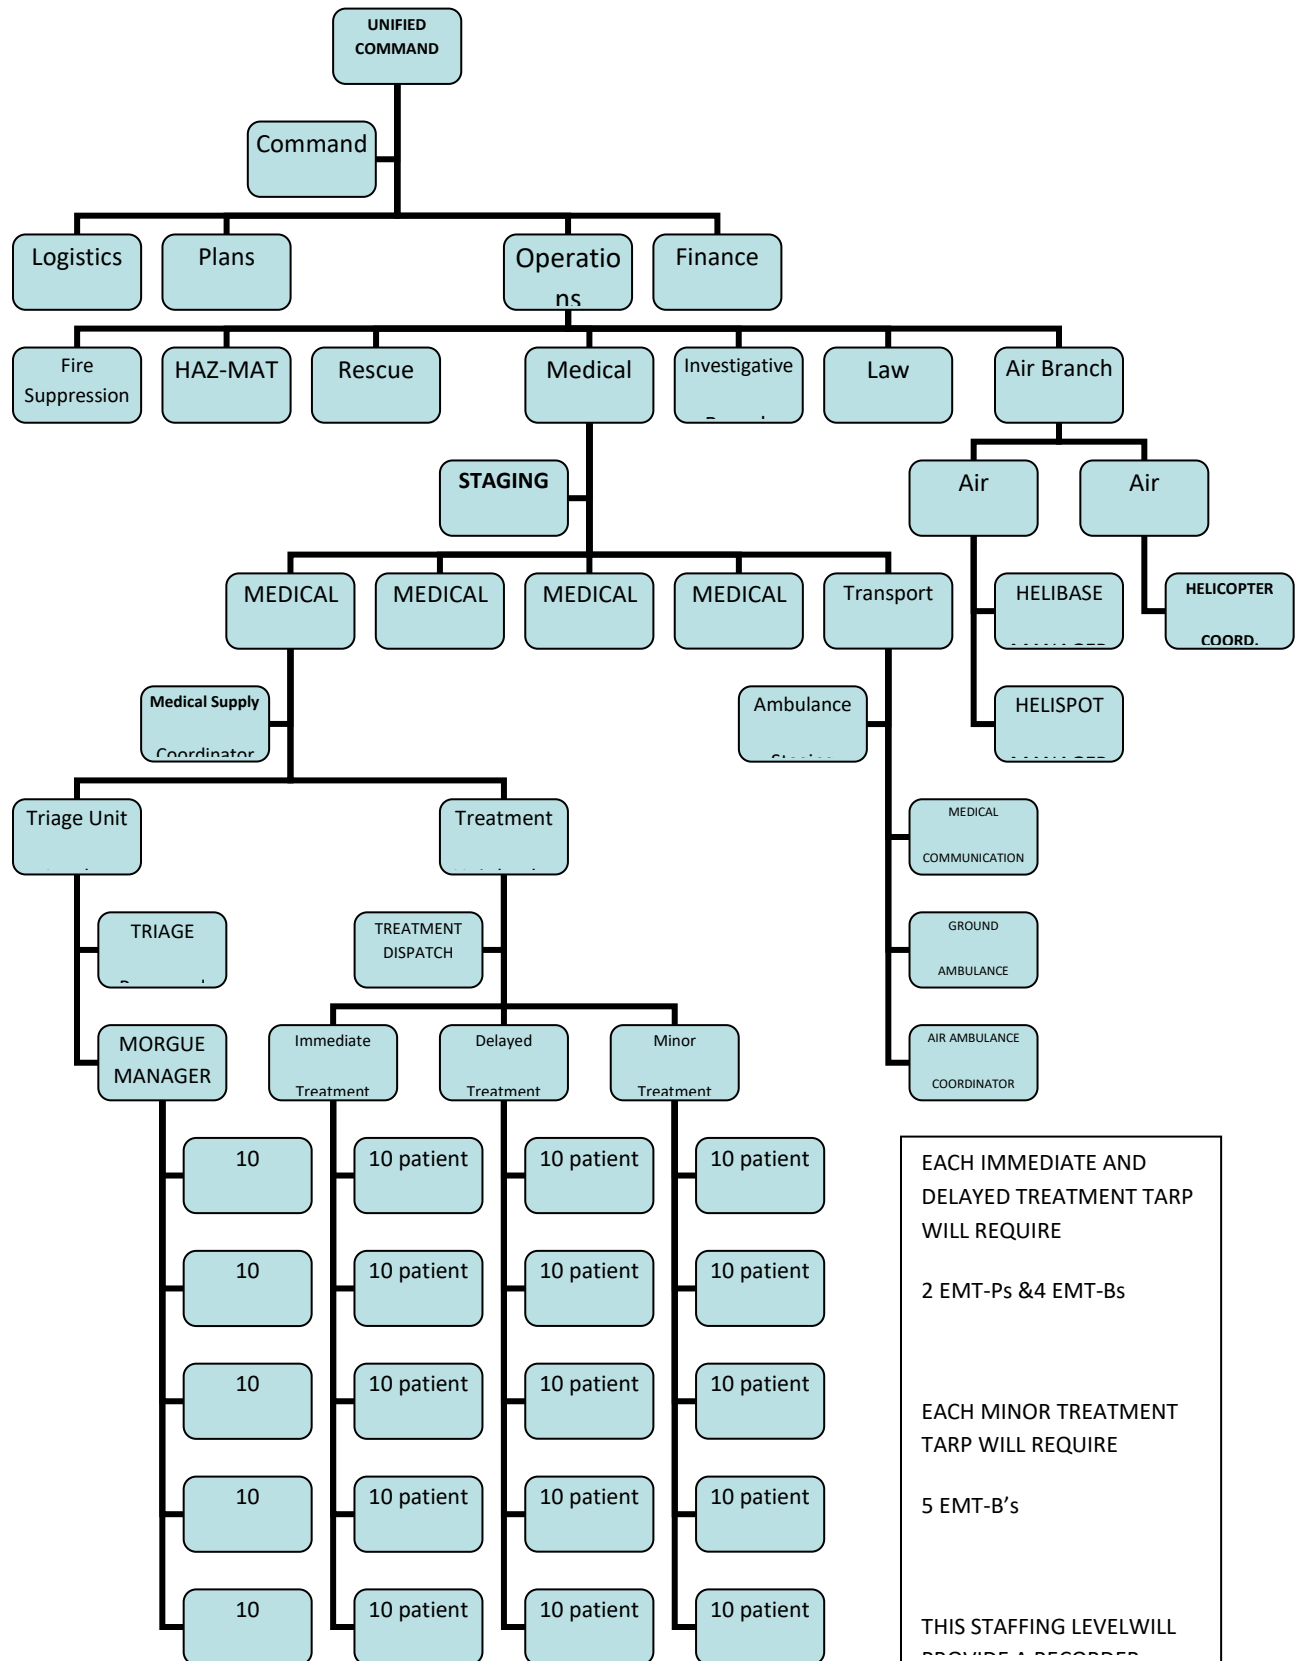 UNIFIED
COMMAND
Command
Logistics
Plans
Operatio
ns
Finance
Fire
Suppression
HAZ-MAT
Rescue
Medical
Investigative
Law
Air Branch
STAGING
Air
Air
MEDICAL
MEDICAL
MEDICAL
MEDICAL
Transport
HELIBASE
HELICOPTER
COORD.
Medical Supply
Coordinator
Ambulance
HELISPOT
Triage Unit
Treatment
MEDICAL
COMMUNICATION
TRIAGE
TREATMENT
DISPATCH
GROUND
AMBULANCE
MORGUE
MANAGER
Immediate
Treatment
Delayed
Treatment
Minor
Treatment
AIR AMBULANCE
COORDINATOR
10
10 patient
10 patient
10 patient
10
10 patient
10 patient
10 patient
10
10 patient
10 patient
10 patient
10
10 patient
10 patient
10 patient
10
10 patient
10 patient
10 patient
EACH IMMEDIATE AND
DELAYED TREATMENT TARP
WILL REQUIRE
2 EMT-Ps &4 EMT-Bs
EACH MINOR TREATMENT
TARP WILL REQUIRE
5 EMT-B’s
THIS STAFFING LEVELWILL
PROVIDE A RECORDER